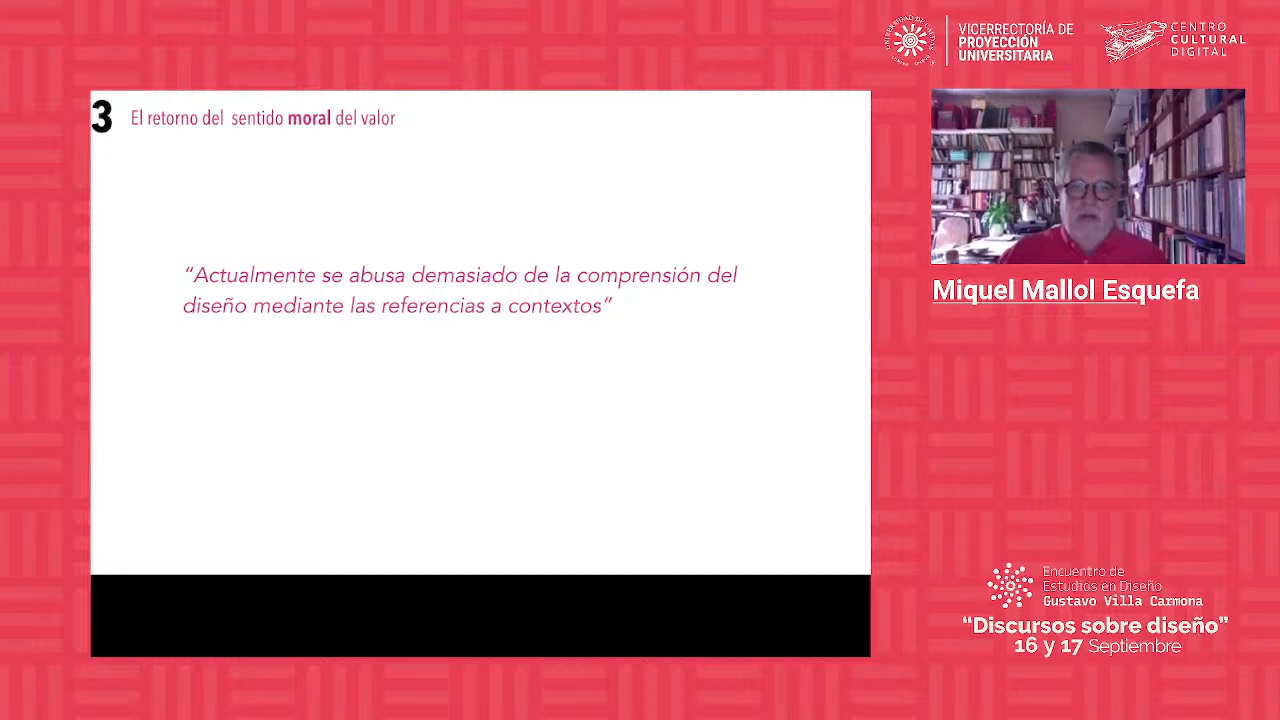 VICERRECTORÍA DE
PROYECCIÓN
UNIVERSITARIA
CENTRO
CULTURAL
DIGITAL
3 El retorno del sentido moral del valor
“Actualmente se abusa demasiado de la comprensión del
diseño mediante las referencias a contextos”
Miquel Mallol Esquefa
Encuentro de
Estudios en Diseño
Gustavo Villa Carmona
“Discursos sobre diseño”
16 y 17 Septiembre